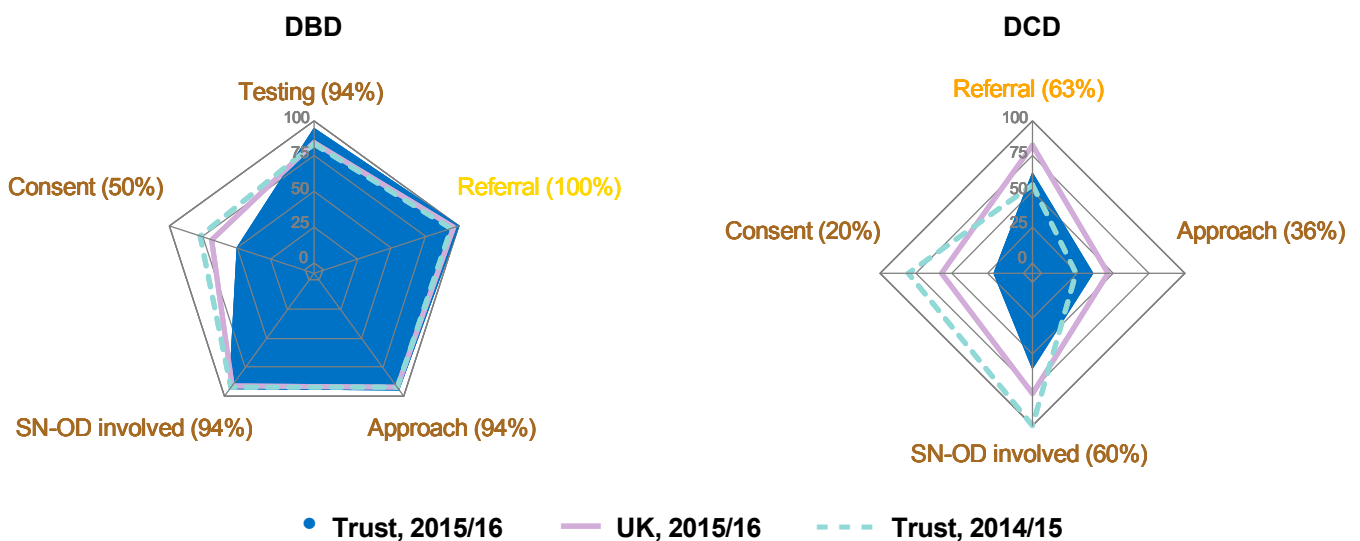 DBD
Testing (94%)
100
75
50
25
0
Consent (50%)
Referral (100%)
SN-OD involved (94%)
Approach (94%)
DCD
Referral (63%)
100
75
50
25
0
Consent (20%)
Approach (36%)
SN-OD involved (60%)
Trust, 2015/16
UK, 2015/16
Trust, 2014/15